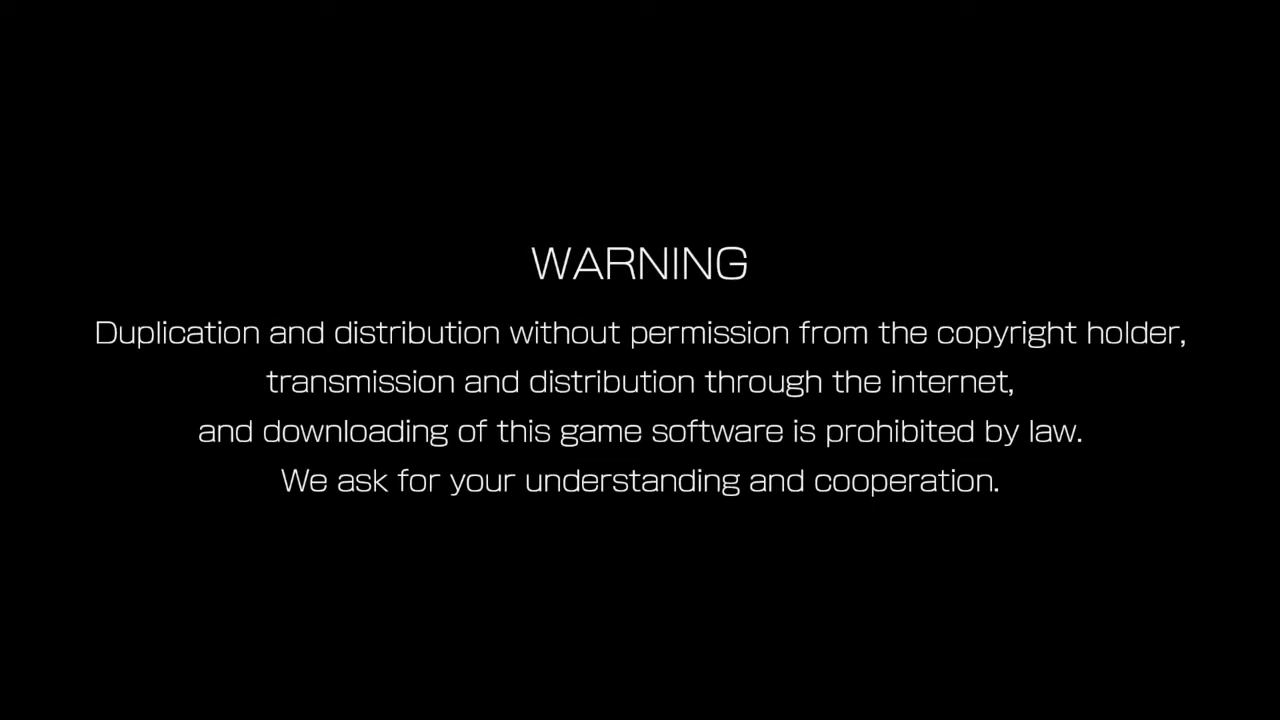 WARNING
Duplication and distribution without permission from the copyright holder,
transmission and distribution through the internet,
and downloading of this game software is prohibited by law.
We ask for your understanding and cooperation.